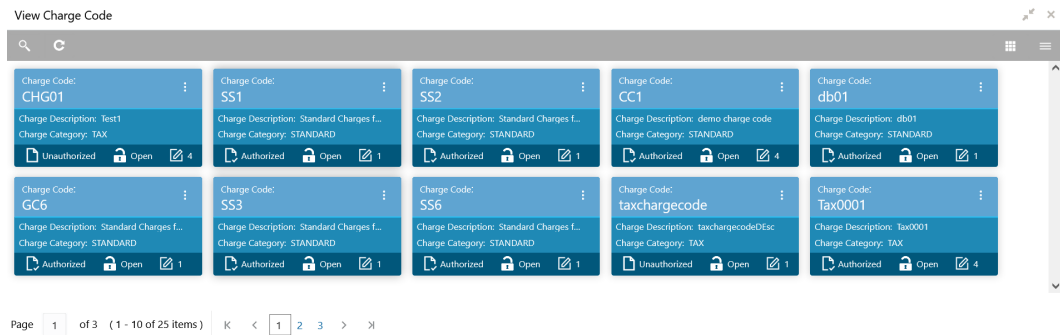 View Charge Code
Charge Code:
CHG01
Charge Description: Test1
Charge Category: TAX
Unauthorized Open 4
Charge Code:
SS1
Charge Description: Standard Charges f...
Charge Category: STANDARD
Authorized Open 1
Charge Code:
SS2
Charge Description: Standard Charges f...
Charge Category: STANDARD
Authorized Open 1
Charge Code:
CC1
Charge Description: demo charge code
Charge Category: STANDARD
Authorized Open 4
Charge Code:
db01
Charge Description: db01
Charge Category: STANDARD
Authorized Open 1
Charge Code:
GC6
Charge Description: Standard Charges f...
Charge Category: STANDARD
Authorized Open 1
Charge Code:
SS3
Charge Description: Standard Charges f...
Charge Category: STANDARD
Authorized Open 1
Charge Code:
SS6
Charge Description: Standard Charges f...
Charge Category: STANDARD
Authorized Open 1
Charge Code:
taxchargecode
Charge Description: taxchargecodeDEsc
Charge Category: TAX
Unauthorized Open 1
Charge Code:
Tax0001
Charge Description: Tax0001
Charge Category: TAX
Authorized Open 4
Page 1 of 3 (1 - 10 of 25 items) 1 2 3